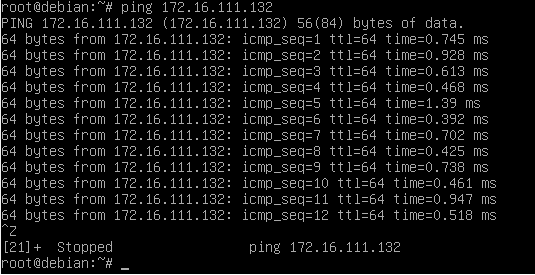 root@debian:~# ping 172.16.111.132
PING 172.16.111.132 (172.16.111.132) 56(84) bytes of data.
64 bytes from 172.16.111.132: icmp_seq=1 ttl=64 time=0.745 ms
64 bytes from 172.16.111.132: icmp_seq=2 ttl=64 time=0.928 ms
64 bytes from 172.16.111.132: icmp_seq=3 ttl=64 time=0.613 ms
64 bytes from 172.16.111.132: icmp_seq=4 ttl=64 time=0.468 ms
64 bytes from 172.16.111.132: icmp_seq=5 ttl=64 time=1.39 ms
64 bytes from 172.16.111.132: icmp_seq=6 ttl=64 time=0.392 ms
64 bytes from 172.16.111.132: icmp_seq=7 ttl=64 time=0.702 ms
64 bytes from 172.16.111.132: icmp_seq=8 ttl=64 time=0.425 ms
64 bytes from 172.16.111.132: icmp_seq=9 ttl=64 time=0.738 ms
64 bytes from 172.16.111.132: icmp_seq=10 ttl=64 time=0.461 ms
64 bytes from 172.16.111.132: icmp_seq=11 ttl=64 time=0.947 ms
64 bytes from 172.16.111.132: icmp_seq=12 ttl=64 time=0.518 ms
^Z
[21]+  Stopped                 ping 172.16.111.132
root@debian:~# _